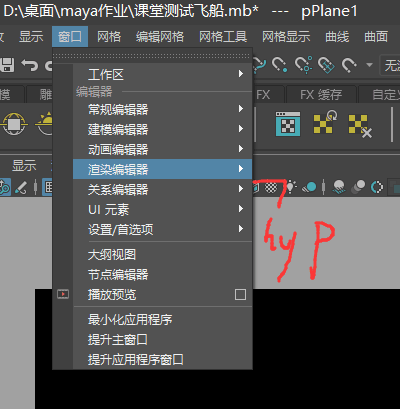 D:\桌面\maya作业\课堂测试飞船.mb* --- pPlane1
显示 窗口 网格 编辑网格 网格工具 网格显示 曲线 曲面
工作区
编辑器
常规编辑器
建模编辑器
动画编辑器
渲染编辑器
关系编辑器
UI 元素
设置/首选项
大纲视图
节点编辑器
播放预览
最小化应用程序
提升主窗口
提升应用程序窗口
FX FX 缓存 自定义
显示
hyp